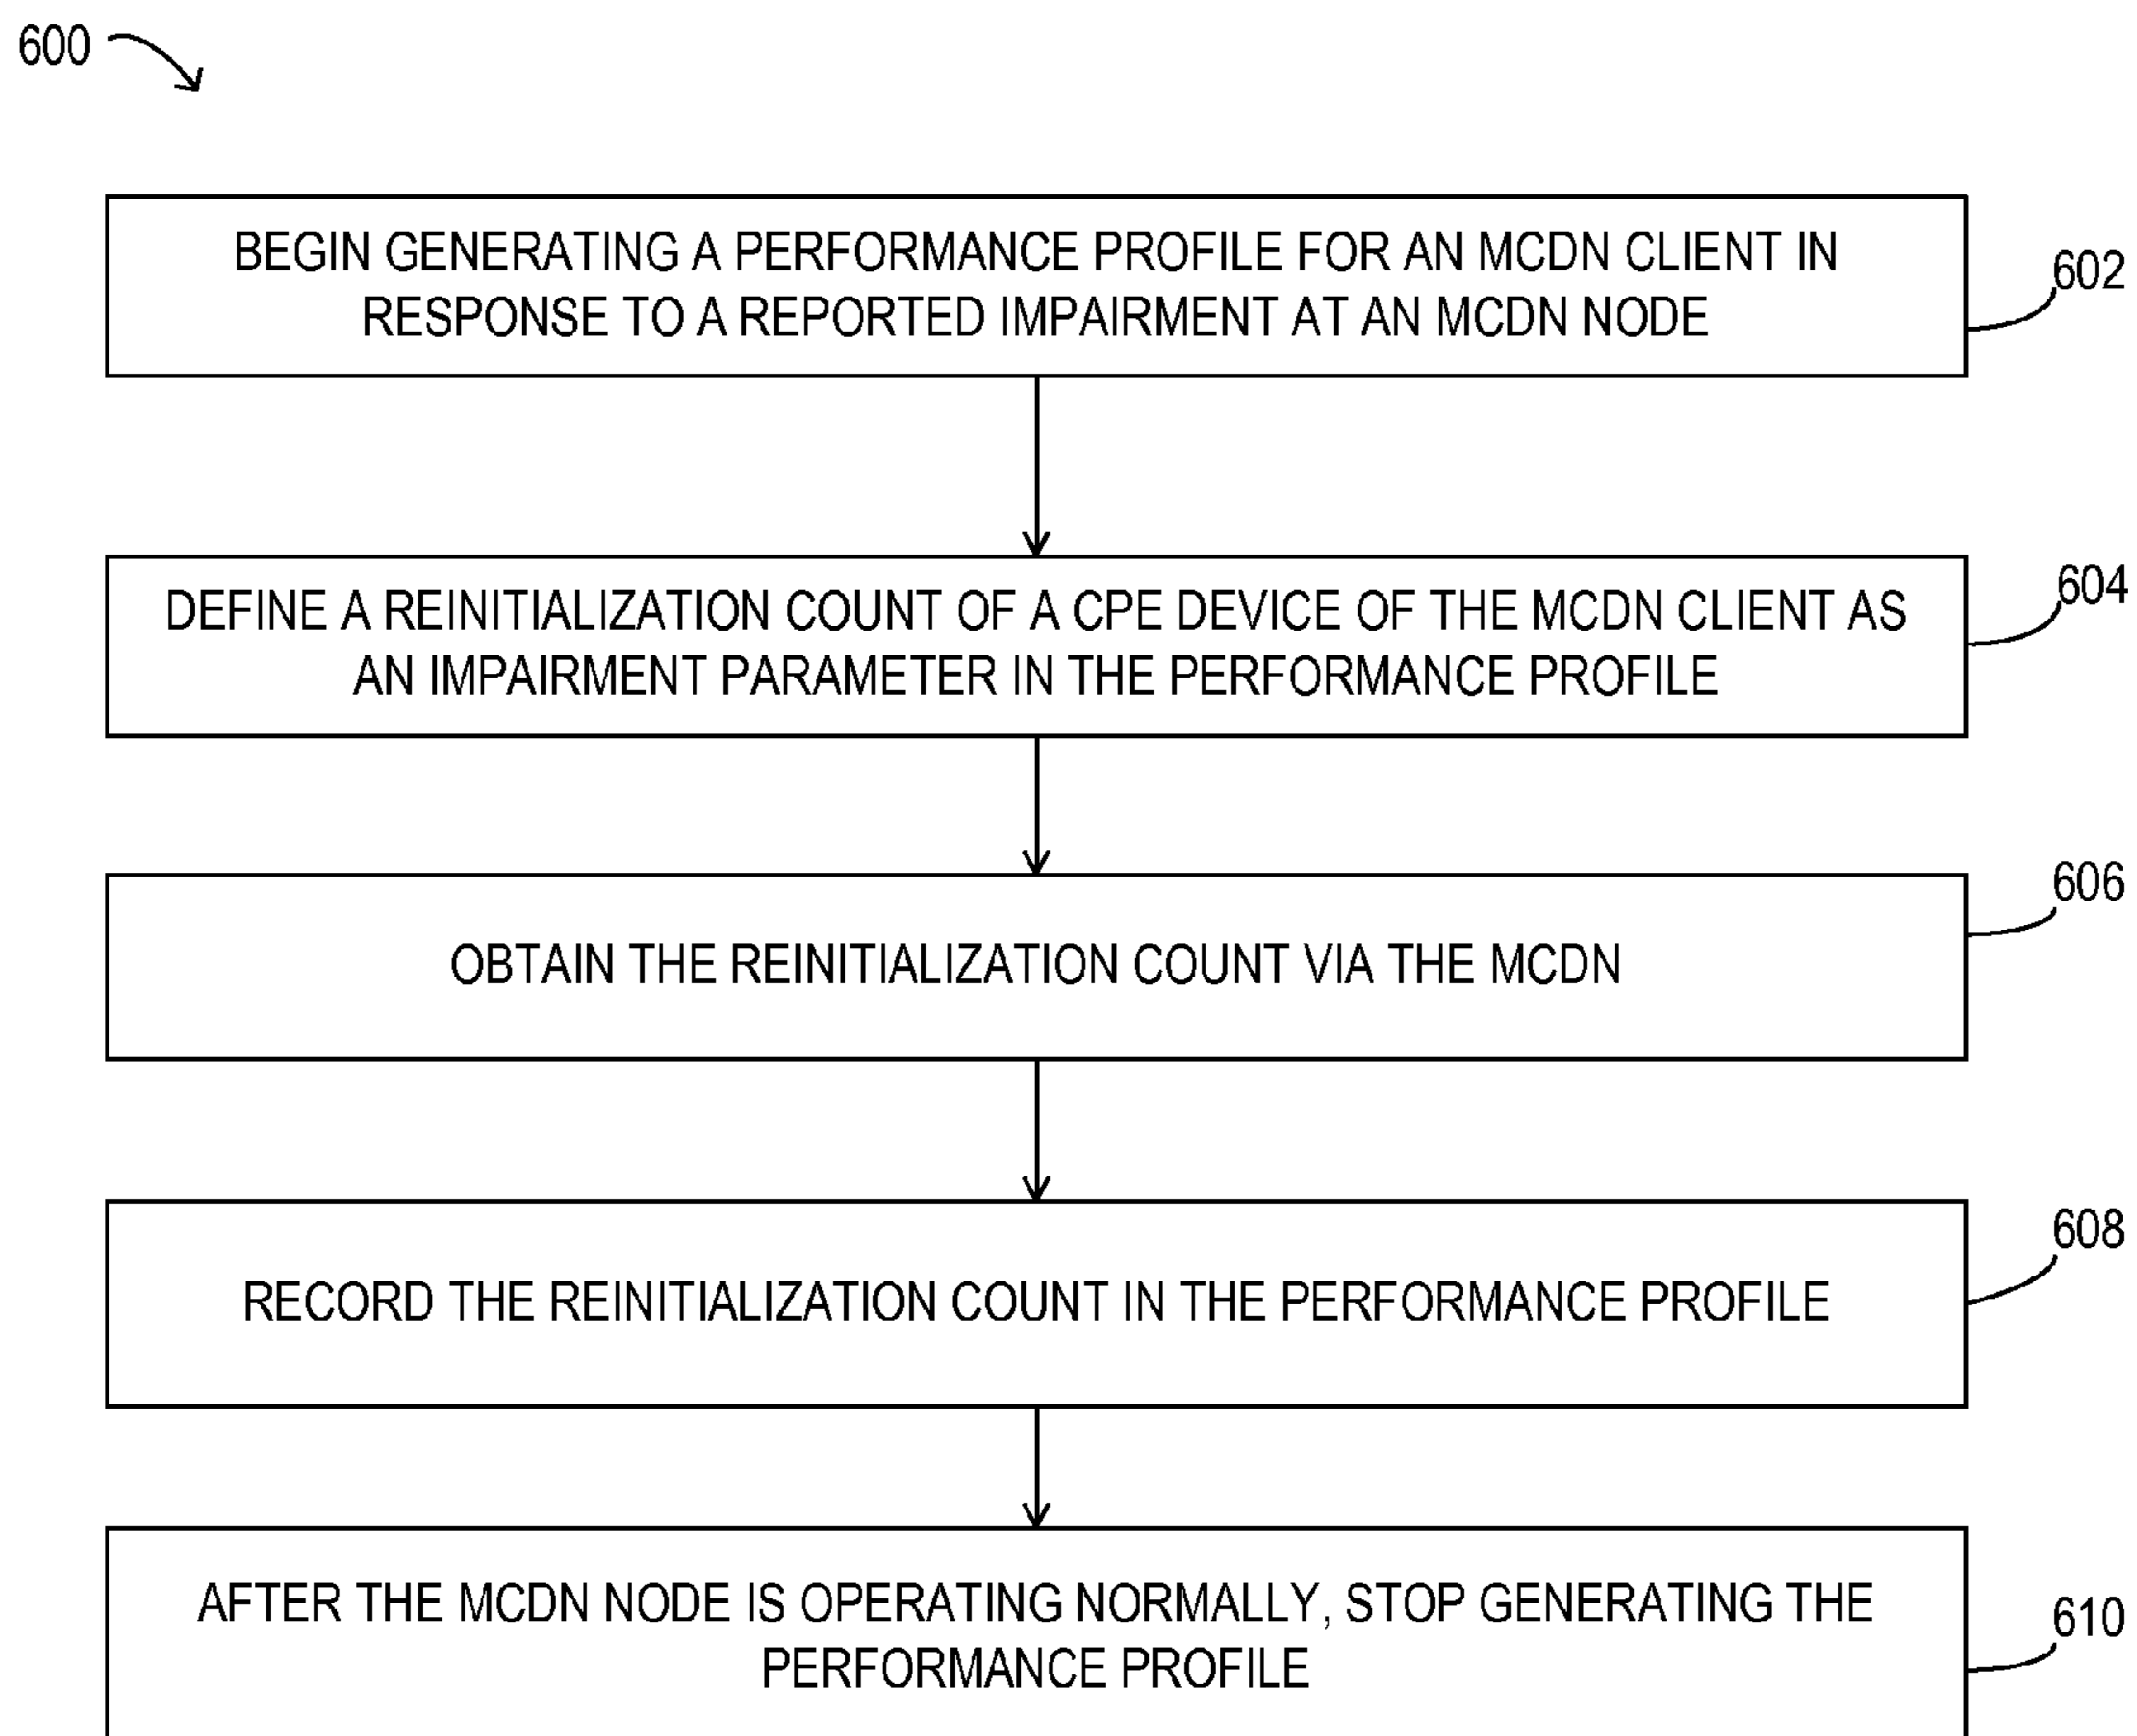 600
BEGIN GENERATING A PERFORMANCE PROFILE FOR AN MCDN CLIENT IN
RESPONSE TO A REPORTED IMPAIRMENT AT AN MCDN NODE
602
DEFINE A REINITIALIZATION COUNT OF A CPE DEVICE OF THE MCDN CLIENT AS
AN IMPAIRMENT PARAMETER IN THE PERFORMANCE PROFILE
604
OBTAIN THE REINITIALIZATION COUNT VIA THE MCDN
606
RECORD THE REINITIALIZATION COUNT IN THE PERFORMANCE PROFILE
608
AFTER THE MCDN NODE IS OPERATING NORMALLY, STOP GENERATING THE
PERFORMANCE PROFILE
610